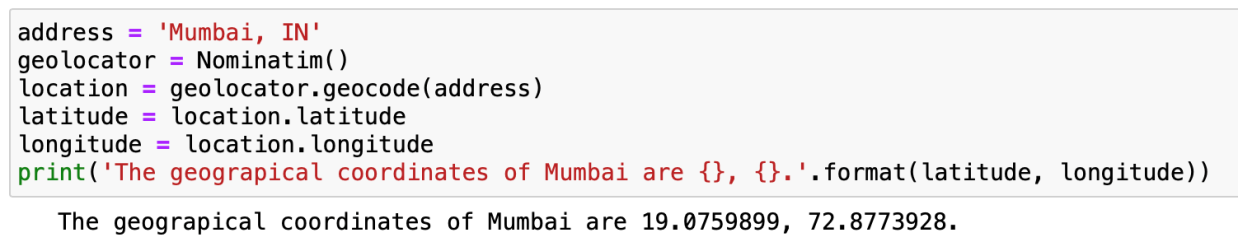 address = 'Mumbai, IN'
geolocator = Nominatim()
location = geolocator.geocode(address)
latitude = location.latitude
longitude = location.longitude
print('The geograpical coordinates of Mumbai are {}, {}.'.format(latitude, longitude))
The geograpical coordinates of Mumbai are 19.0759899, 72.8773928.